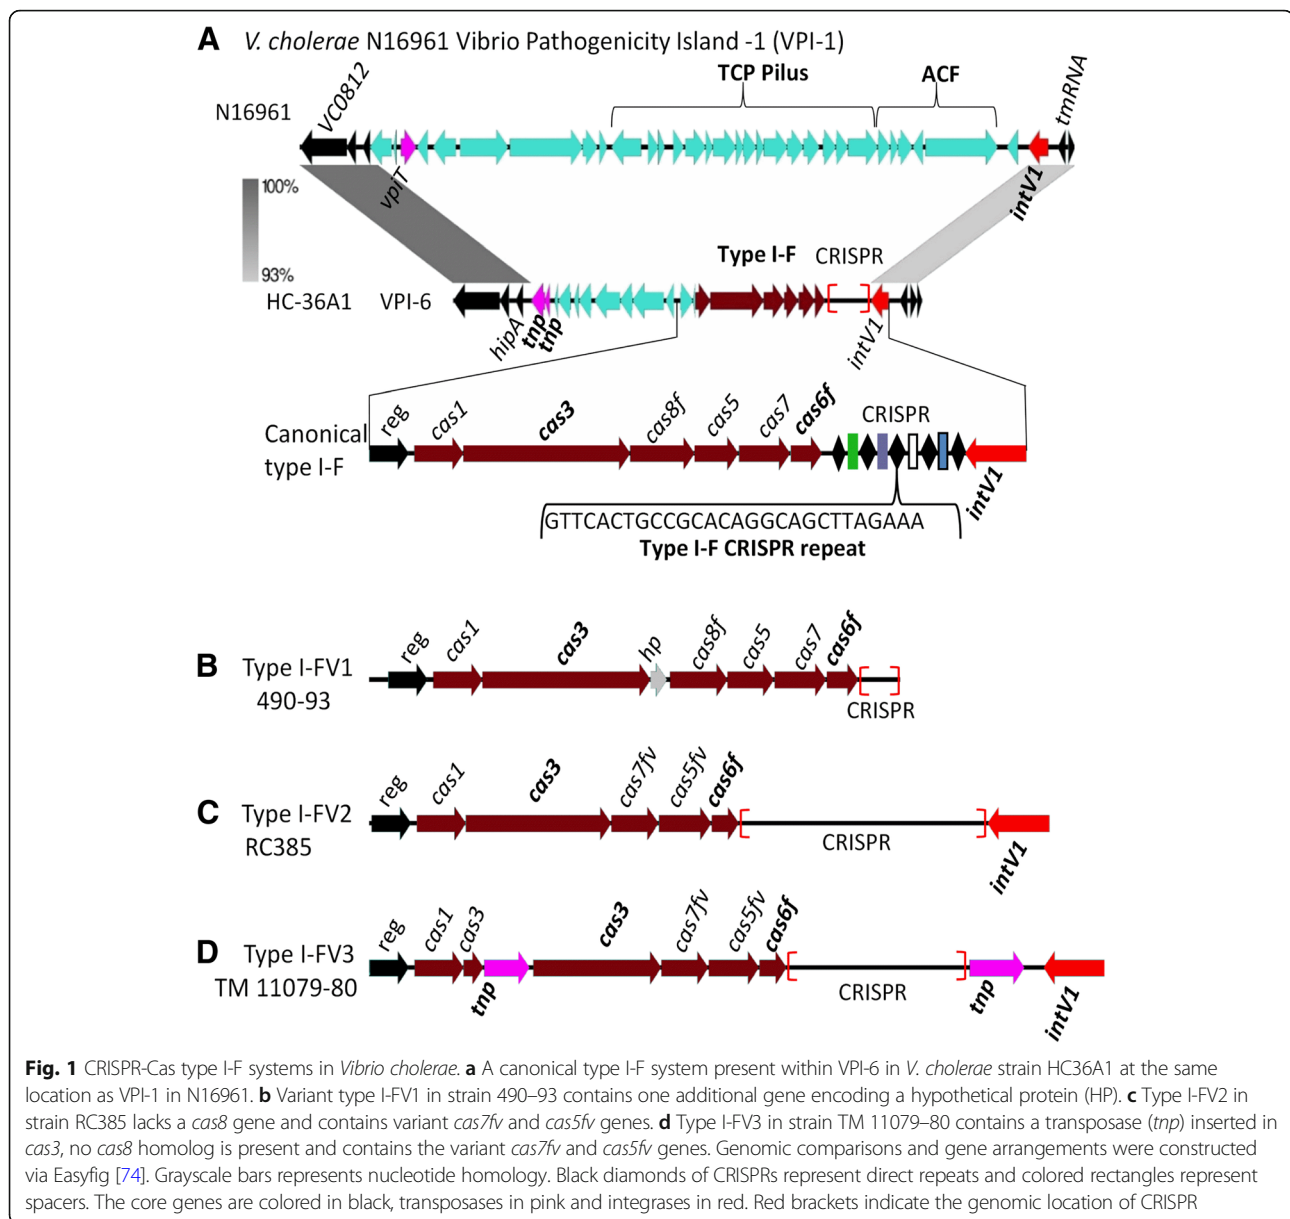 A V. cholerae N16961 Vibrio Pathogenicity Island -1 (VPI-1)
TCP Pilus ACF
N16961 VC0812 tmRNA
vpiT intV1
100%
93%
Type I-F CRISPR
HC-36A1 VPI-6
hipA tnp tnp intV1
Canonical
type I-F
reg cas1 cas3 cas8f cas5 cas7 cas6f CRISPR
intV1
GTTCACTGCCGCACAGGCAGCTTAGAAA
Type I-F CRISPR repeat
B Type I-FV1
490-93
reg cas1 cas3 hp cas8f cas5 cas7 cas6f
CRISPR
C Type I-FV2
RC385
reg cas1 cas3 cas7fv cas5fv cas6f
CRISPR
intV1
D Type I-FV3
TM 11079-80
reg cas1 cas3 cas3 cas7fv cas5fv cas6f
tnp CRISPR tnp intV1
Fig. 1 CRISPR-Cas type I-F systems in Vibrio cholerae. a A canonical type I-F system present within VPI-6 in V. cholerae strain HC36A1 at the same
location as VPI-1 in N16961. b Variant type I-FV1 in strain 490–93 contains one additional gene encoding a hypothetical protein (HP). c Type I-FV2 in
strain RC385 lacks a cas8 gene and contains variant cas7fv and cas5fv genes. d Type I-FV3 in strain TM 11079–80 contains a transposase (tnp) inserted in
cas3, no cas8 homolog is present and contains the variant cas7fv and cas5fv genes. Genomic comparisons and gene arrangements were constructed
via Easyfig [74]. Grayscale bars represents nucleotide homology. Black diamonds of CRISPRs represent direct repeats and colored rectangles represent
spacers. The core genes are colored in black, transposases in pink and integrases in red. Red brackets indicate the genomic location of CRISPR